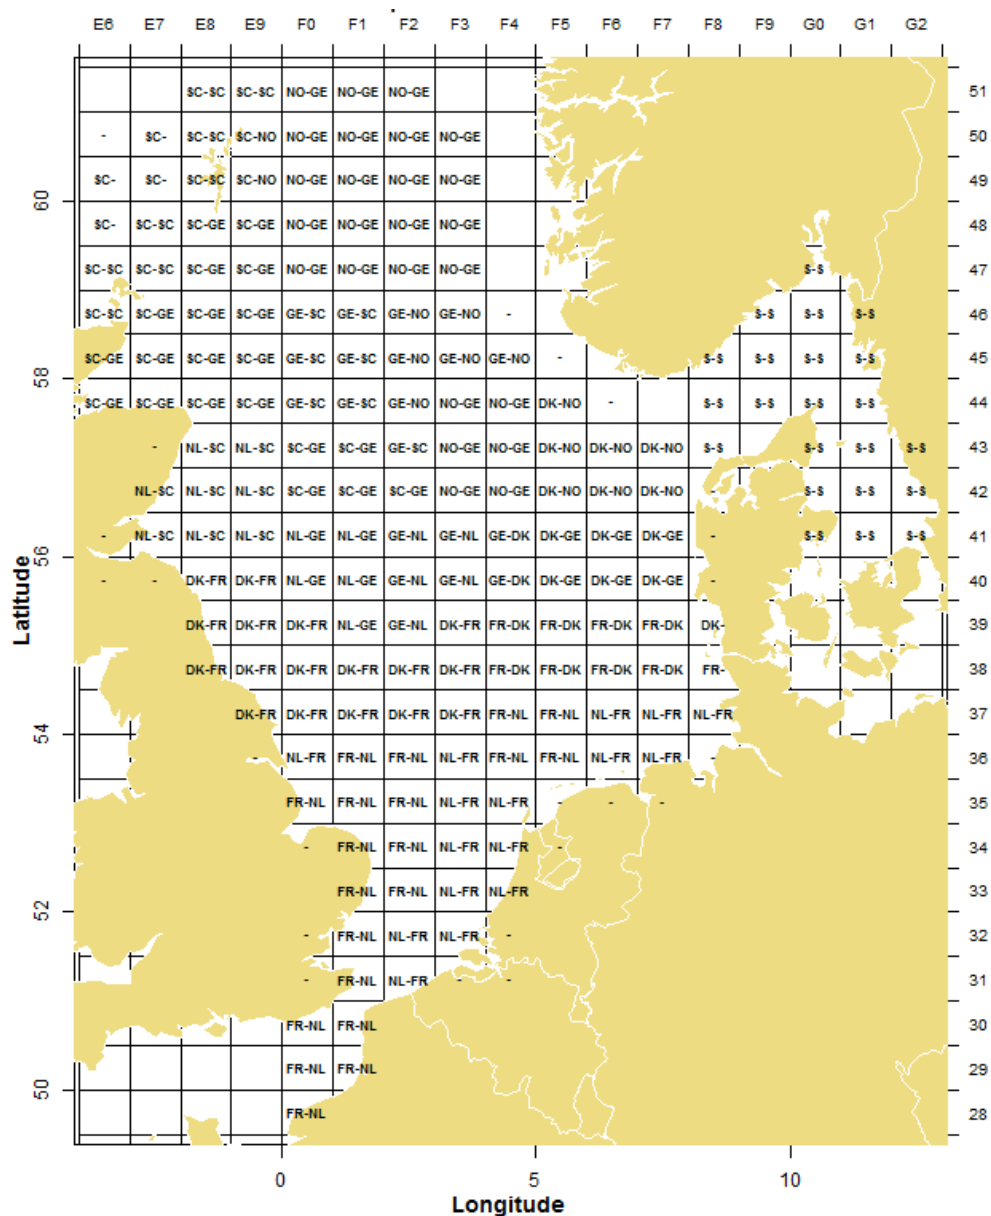 E6 E7 E8 E9 F0 F1 F2 F3 F4 F5 F6 F7 F8 F9 G0 G1 G2
$C-$C $C-$C NO-GE NO-GE NO-GE 51
- $C- $C-$C $C-NO NO-GE NO-GE NO-GE NO-GE 50
$C- $C- $C-$C $C-NO NO-GE NO-GE NO-GE NO-GE 49
60
$C- $C-$C $C-GE $C-GE NO-GE NO-GE NO-GE NO-GE 48
$C-$C $C-$C $C-GE $C-GE NO-GE NO-GE NO-GE NO-GE $-$ 47
$C-$C $C-GE $C-GE $C-GE GE-$C GE-$C GE-NO GE-NO - $-$ $-$ $-$ 46
$C-GE $C-GE $C-GE $C-GE GE-$C GE-$C GE-NO GE-NO GE-NO - $-$ $-$ $-$ $-$ 45
58
$C-GE $C-GE $C-GE $C-GE GE-$C GE-$C GE-NO NO-GE NO-GE DK-NO - $-$ $-$ $-$ $-$ 44
- NL-$C NL-$C $C-GE $C-GE GE-$C NO-GE NO-GE DK-NO DK-NO DK-NO $-$ $-$ $-$ $-$ 43
NL-$C NL-$C NL-$C $C-GE $C-GE $C-GE NO-GE NO-GE DK-NO DK-NO DK-NO - $-$ $-$ $-$ 42
- NL-$C NL-$C NL-$C NL-GE NL-GE GE-NL GE-NL GE-DK DK-GE DK-GE DK-GE - $-$ $-$ $-$ 41
56
- - DK-FR DK-FR NL-GE NL-GE GE-NL GE-NL GE-DK DK-GE DK-GE DK-GE - 40
Latitude
DK-FR DK-FR DK-FR NL-GE GE-NL DK-FR FR-DK FR-DK FR-DK FR-DK DK- 39
DK-FR DK-FR DK-FR DK-FR DK-FR DK-FR FR-DK FR-DK FR-DK FR-DK FR- 38
DK-FR DK-FR DK-FR DK-FR DK-FR FR-NL FR-NL NL-FR NL-FR NL-FR 37
54
- NL-FR FR-NL FR-NL NL-FR FR-NL FR-NL NL-FR NL-FR - 36
FR-NL FR-NL FR-NL NL-FR NL-FR - - - 35
- FR-NL FR-NL NL-FR NL-FR - 34
FR-NL FR-NL NL-FR NL-FR 33
52
- FR-NL NL-FR NL-FR - 32
- FR-NL NL-FR - - 31
FR-NL FR-NL 30
FR-NL FR-NL 29
50
FR-NL 28
0 5 10
Longitude